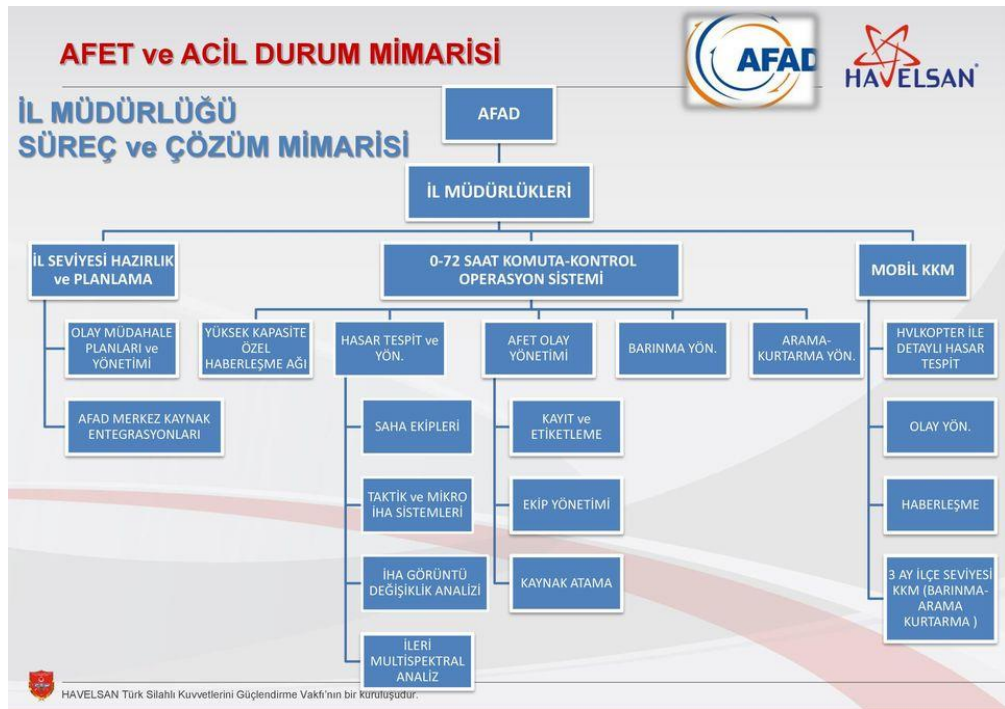 AFET ve ACİL DURUM MİMARİSİ
AFAD
HAVELSAN
İL MÜDÜRLÜĞÜ
SÜREÇ ve ÇÖZÜM MİMARİSİ
AFAD
İL MÜDÜRLÜKLERİ
İL SEVİYESİ HAZIRLIK
ve PLANLAMA
0-72 SAAT KOMUTA-KONTROL
OPERASYON SİSTEMİ
MOBİL KKM
OLAY MÜDAHALE
PLANLARI ve
YÖNETİMİ
YÜKSEK KAPASİTE
ÖZEL
HABERLEŞME AĞI
HASAR TESPİT ve
YÖN.
AFET OLAY
YÖNETİMİ
BARINMA YÖN.
ARAMA-
KURTARMA YÖN.
HVLKOPTER İLE
DETAYLI HASAR
TESPİT
AFAD MERKEZ KAYNAK
ENTEGRASYONLARI
SAHA EKİPLERİ
KAYIT ve
ETİKETLEME
OLAY YÖN.
TAKTİK ve MİKRO
İHA SİSTEMLERİ
EKİP YÖNETİMİ
HABERLEŞME
İHA GÖRÜNTÜ
DEĞİŞİKLİK ANALİZİ
KAYNAK ATAMA
3 AY İLÇE SEVİYESİ
KKM (BARINMA-
ARAMA
KURTARMA )
İLERİ
MULTISPEKTRAL
ANALİZ
HAVELSAN Türk Silahlı Kuvvetlerini Güçlendirme Vakfı'nın bir kuruluşudur.